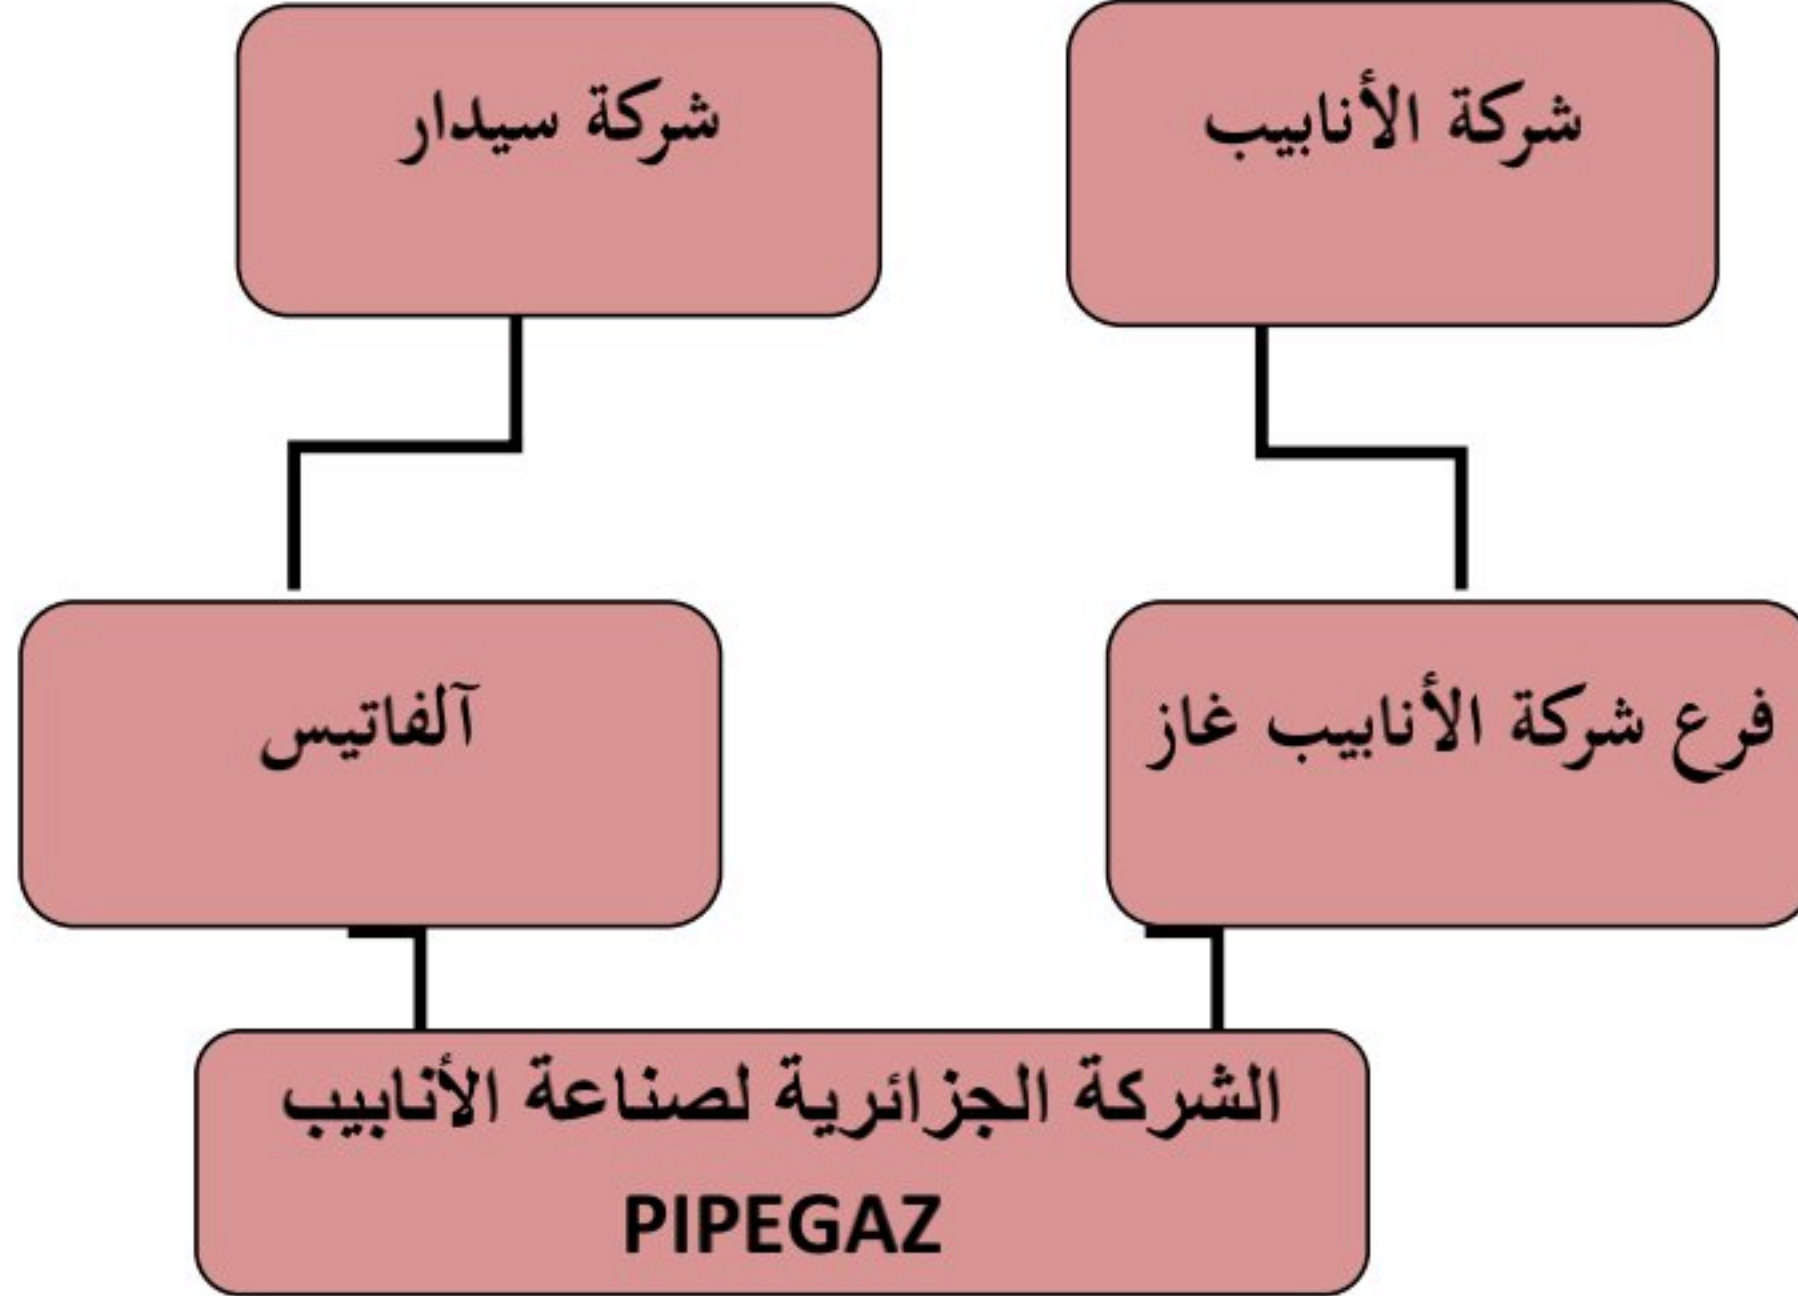 شركة الأنابيب
شركة سيدار
فرع شركة الأنابيب غاز
آلفاتيس
الشركة الجزائرية لصناعة الأنابيب
PIPEGAZ